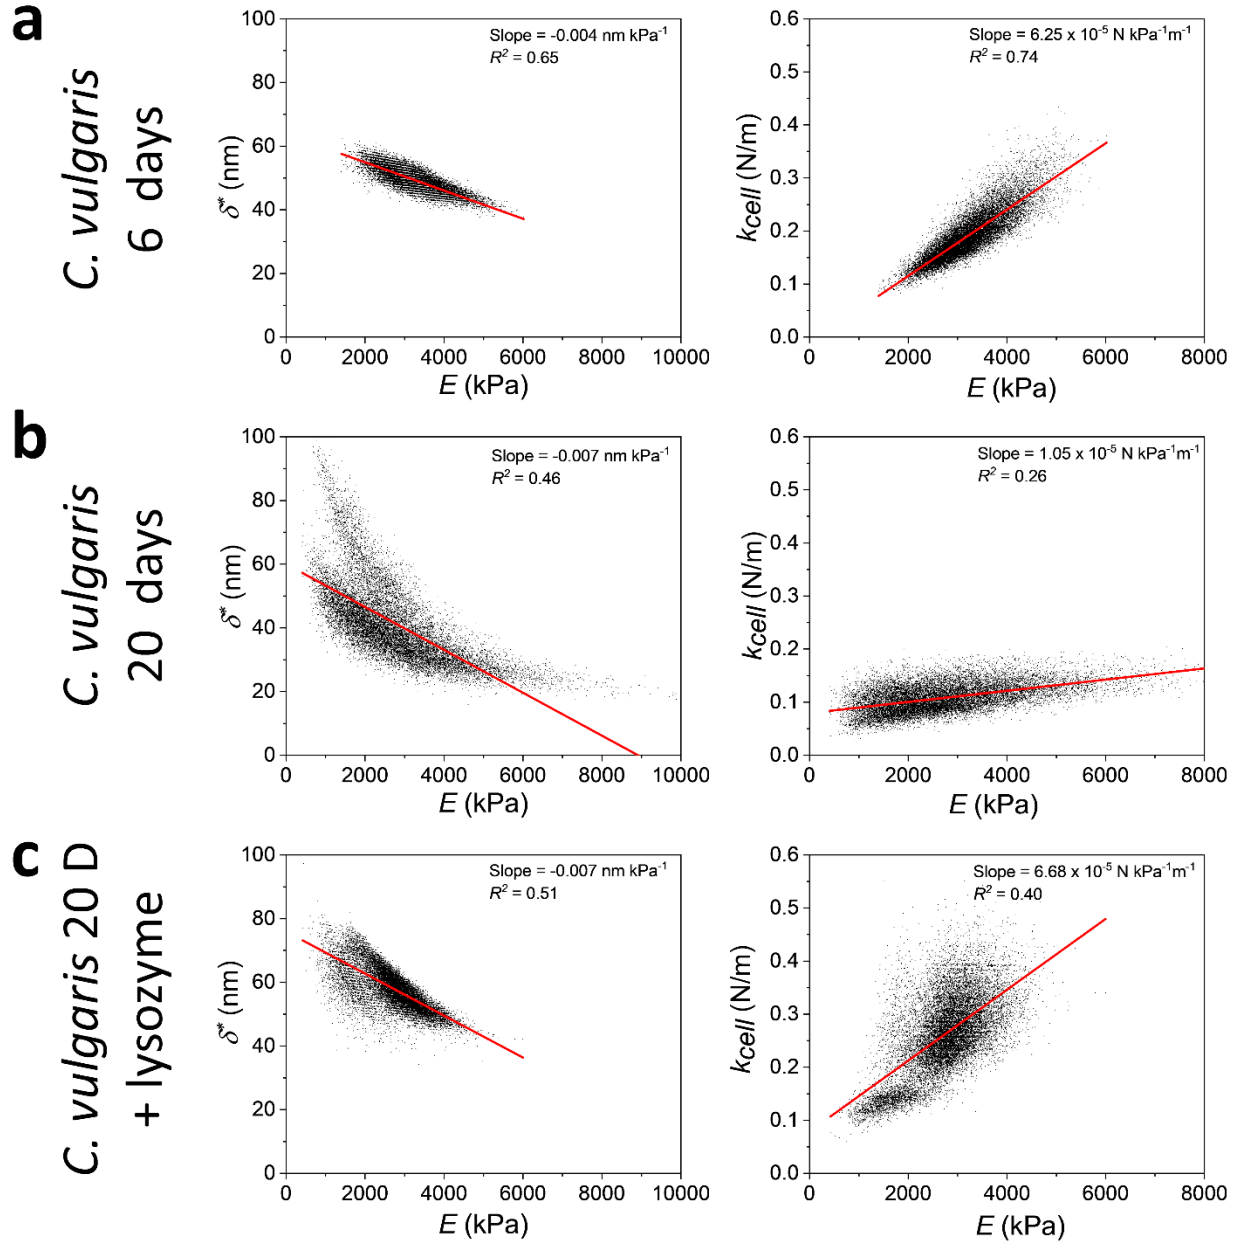 a
C. vulgaris
6 days
100
80
60
40
20
0
δ* (nm)
Slope = -0.004 nm kPa⁻¹
R² = 0.65
0 2000 4000 6000 8000 10000
E (kPa)
0.6
0.5
0.4
0.3
0.2
0.1
0.0
kcell (N/m)
Slope = 6.25 x 10⁻⁵ N kPa⁻¹m⁻¹
R² = 0.74
0 2000 4000 6000 8000
E (kPa)
b
C. vulgaris
20 days
100
80
60
40
20
0
δ* (nm)
Slope = -0.007 nm kPa⁻¹
R² = 0.46
0 2000 4000 6000 8000 10000
E (kPa)
0.6
0.5
0.4
0.3
0.2
0.1
0.0
kcell (N/m)
Slope = 1.05 x 10⁻⁵ N kPa⁻¹m⁻¹
R² = 0.26
0 2000 4000 6000 8000
E (kPa)
c
C. vulgaris 20 D
+ lysozyme
100
80
60
40
20
0
δ* (nm)
Slope = -0.007 nm kPa⁻¹
R² = 0.51
0 2000 4000 6000 8000 10000
E (kPa)
0.6
0.5
0.4
0.3
0.2
0.1
0.0
kcell (N/m)
Slope = 6.68 x 10⁻⁵ N kPa⁻¹m⁻¹
R² = 0.40
0 2000 4000 6000 8000
E (kPa)